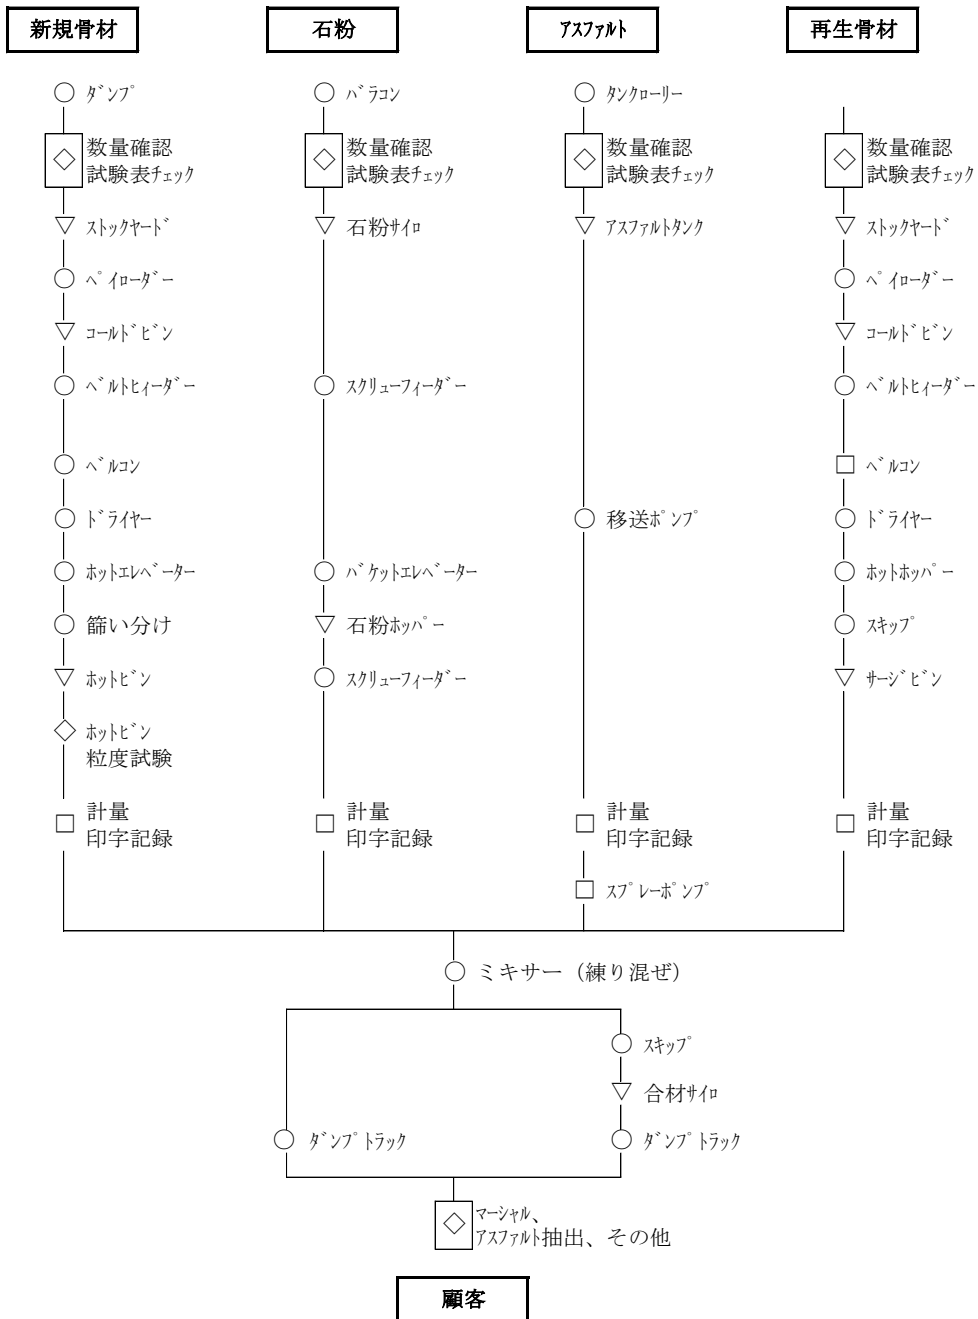 新規骨材
石粉
ｱｽﾌｧﾙﾄ
再生骨材
ﾀﾞﾝﾌﾟ
数量確認
試験表ﾁｪｯｸ
ｽﾄｯｸﾔｰﾄﾞ
ﾍﾟｲﾛｰﾀﾞｰ
ｺｰﾙﾄﾞﾋﾞﾝ
ﾍﾞﾙﾄﾋｨｰﾀﾞｰ
ﾍﾞﾙｺﾝ
ﾄﾞﾗｲﾔｰ
ﾎｯﾄｴﾚﾍﾞｰﾀｰ
篩い分け
ﾎｯﾄﾋﾞﾝ
ﾎｯﾄﾋﾞﾝ
粒度試験
計量
印字記録
ﾊﾞﾗｺﾝ
数量確認
試験表ﾁｪｯｸ
石粉ｻｲﾛ
ｽｸﾘｭｰﾌｨｰﾀﾞｰ
ﾊﾞｹｯﾄｴﾚﾍﾞｰﾀｰ
石粉ﾎｯﾊﾟｰ
ｽｸﾘｭｰﾌｨｰﾀﾞｰ
計量
印字記録
ﾀﾝｸﾛｰﾘｰ
数量確認
試験表ﾁｪｯｸ
ｱｽﾌｧﾙﾄﾀﾝｸ
移送ﾎﾟﾝﾌﾟ
計量
印字記録
ｽﾌﾟﾚｰﾎﾟﾝﾌﾟ
数量確認
試験表ﾁｪｯｸ
ｽﾄｯｸﾔｰﾄﾞ
ﾍﾟｲﾛｰﾀﾞｰ
ｺｰﾙﾄﾞﾋﾞﾝ
ﾍﾞﾙﾄﾋｨｰﾀﾞｰ
ﾍﾞﾙｺﾝ
ﾄﾞﾗｲﾔｰ
ﾎｯﾄﾎｯﾊﾟｰ
ｽｷｯﾌﾟ
ｻｰｼﾞﾋﾞﾝ
計量
印字記録
ミキサー（練り混ぜ）
ｽｷｯﾌﾟ
合材ｻｲﾛ
ﾀﾞﾝﾌﾟﾄﾗｯｸ
ﾀﾞﾝﾌﾟﾄﾗｯｸ
ﾏｰｼｬﾙ、
ｱｽﾌｧﾙﾄ抽出、その他
顧客